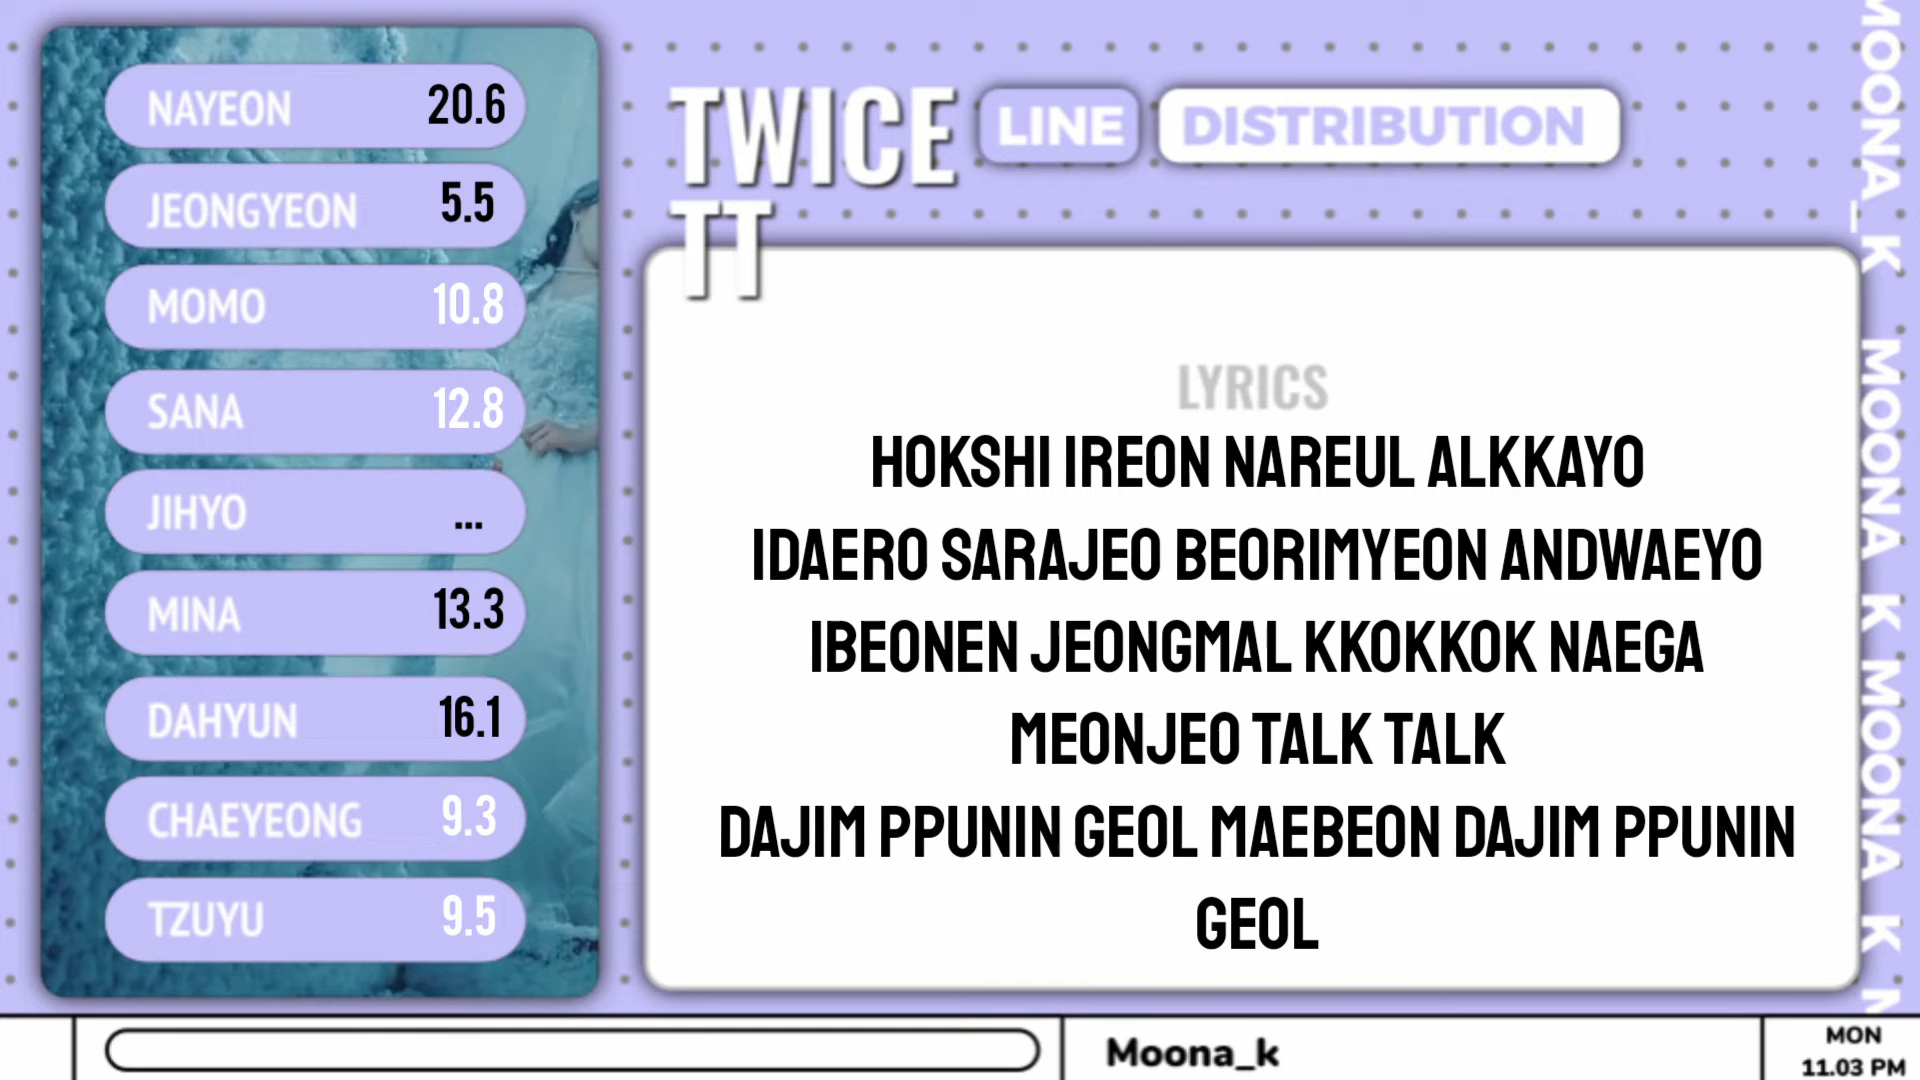 NAYEON 20.6
JEONGYEON 5.5
MOMO 10.8
SANA 12.8
JIHYO ...
MINA 13.3
DAHYUN 16.1
CHAEYEONG 9.3
TZUYU 9.5
TWICE LINE DISTRIBUTION
TT
LYRICS
HOKSHI IREON NAREUL ALKKAYO
IDAERO SARAJEO BEORIMYEON ANDWAEYO
IBEONEN JEONGMAL KKOKKOK NAEGA
MEONJEO TALK TALK
DAJIM PPUNIN GEOL MAEBEON DAJIM PPUNIN
GEOL
MOONA_K MOONA K MOONA K
Moona_k
MON
11.03 PM